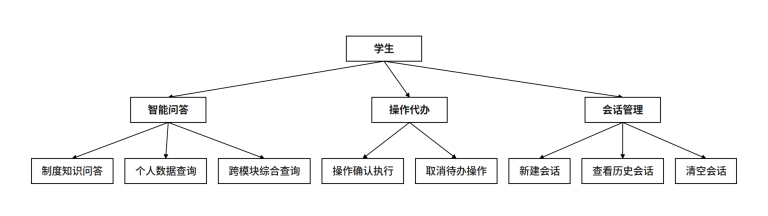 学生
智能问答
操作代办
会话管理
制度知识问答
个人数据查询
跨模块综合查询
操作确认执行
取消待办操作
新建会话
查看历史会话
清空会话